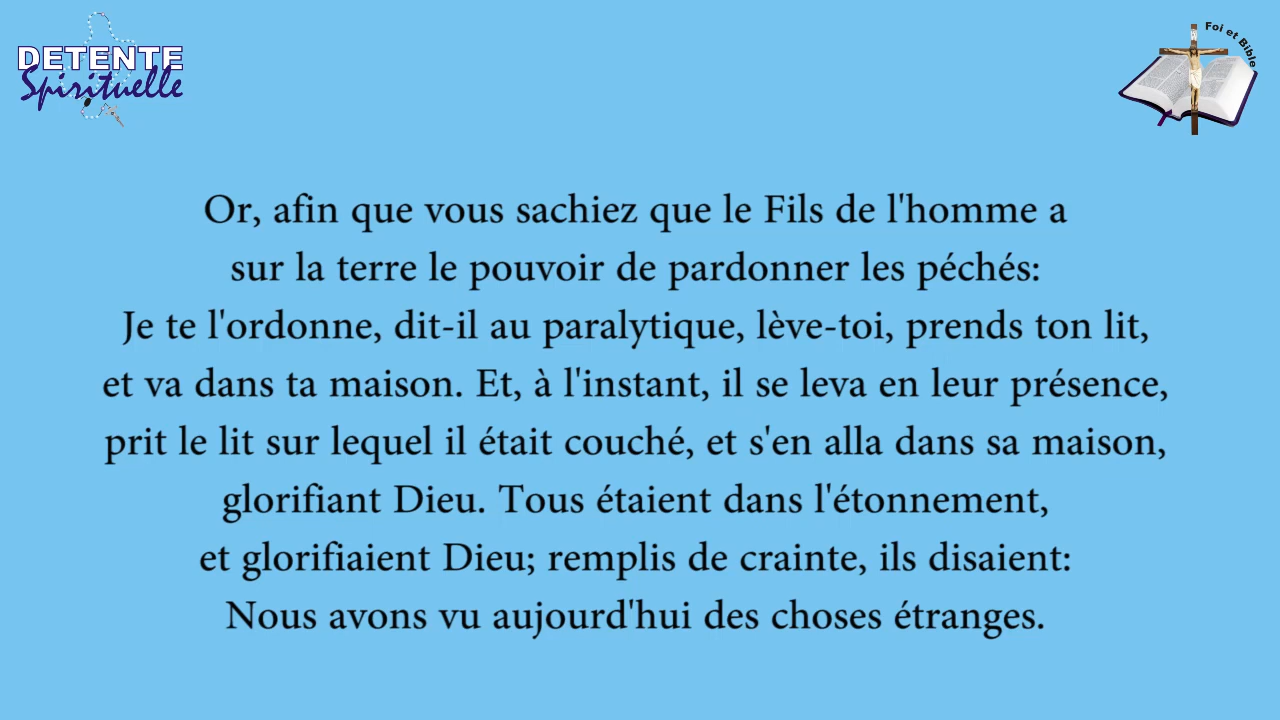 DETENTE
Spirituelle
Foi et Bible
Or, afin que vous sachiez que le Fils de l'homme a
sur la terre le pouvoir de pardonner les péchés:
Je te l'ordonne, dit-il au paralytique, lève-toi, prends ton lit,
et va dans ta maison. Et, à l'instant, il se leva en leur présence,
prit le lit sur lequel il était couché, et s'en alla dans sa maison,
glorifiant Dieu. Tous étaient dans l'étonnement,
et glorifiaient Dieu; remplis de crainte, ils disaient:
Nous avons vu aujourd'hui des choses étranges.